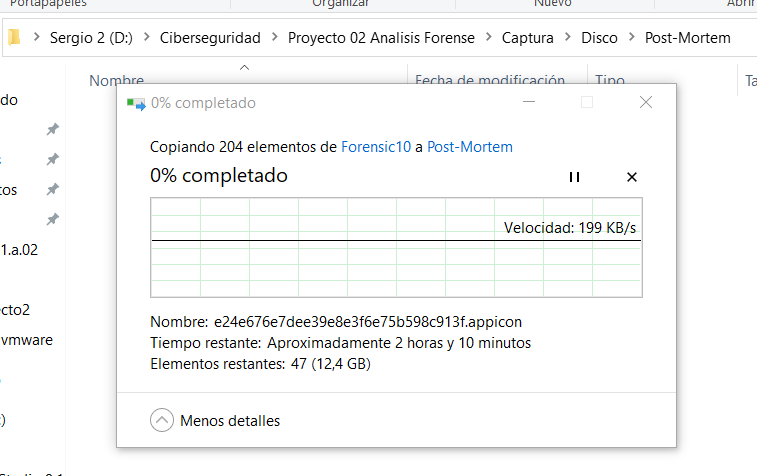 Portapapeles Organizar Nuevo Abrir
Sergio 2 (D:) > Ciberseguridad > Proyecto 02 Analisis Forense > Captura > Disco > Post-Mortem
Nombre Fecha de modificación Tipo Ta
do
0% completado
Copiando 204 elementos de Forensic10 a Post-Mortem
0% completado
tos
Velocidad: 199 KB/s
1.a.02
ecto2
Nombre: e24e676e7dee39e8e3f6e75b598c913f.appicon
vmware
Tiempo restante: Aproximadamente 2 horas y 10 minutos
Elementos restantes: 47 (12,4 GB)
Menos detalles